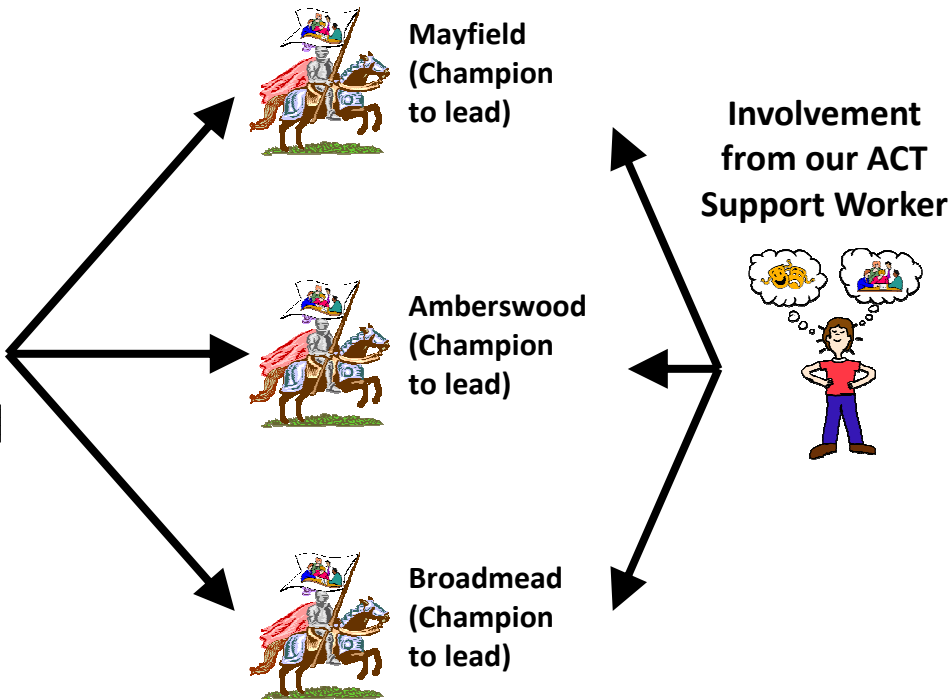 Mayfield
(Champion
to lead)
Involvement
from our ACT
Support Worker
Amberswood
(Champion
to lead)
Broadmead
(Champion
to lead)